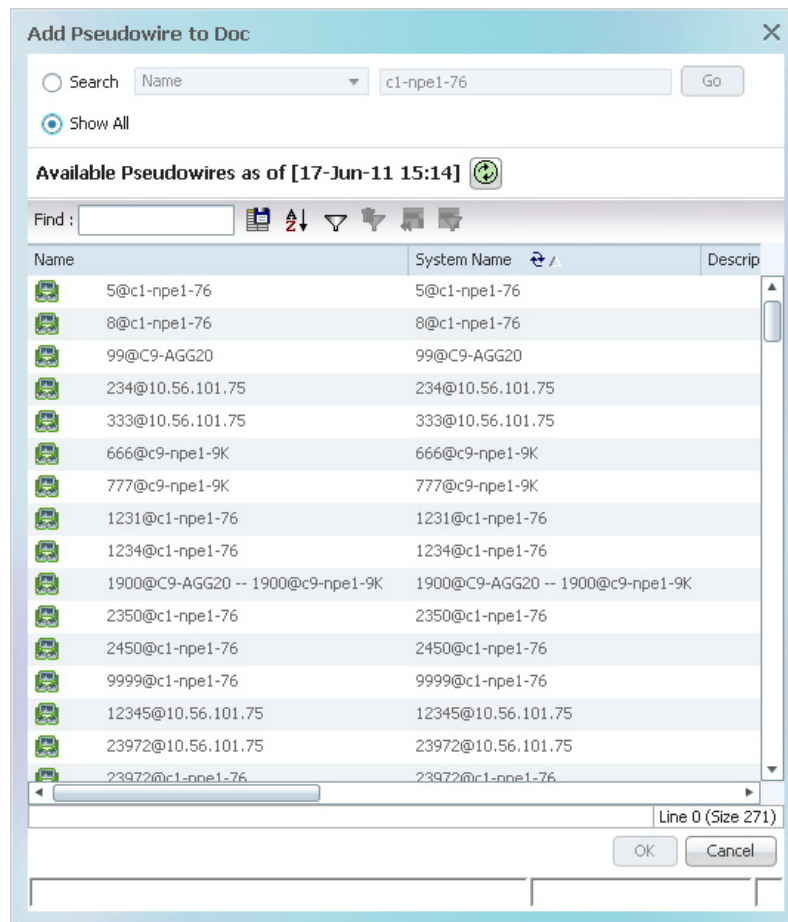 Add Pseudowire to Doc
Search Name c1-npe1-76 Go
Show All
Available Pseudowires as of [17-Jun-11 15:14]
Find :
Name System Name Descrip
5@c1-npe1-76 5@c1-npe1-76
8@c1-npe1-76 8@c1-npe1-76
99@C9-AGG20 99@C9-AGG20
234@10.56.101.75 234@10.56.101.75
333@10.56.101.75 333@10.56.101.75
666@c9-npe1-9K 666@c9-npe1-9K
777@c9-npe1-9K 777@c9-npe1-9K
1231@c1-npe1-76 1231@c1-npe1-76
1234@c1-npe1-76 1234@c1-npe1-76
1900@C9-AGG20 -- 1900@c9-npe1-9K 1900@C9-AGG20 -- 1900@c9-npe1-9K
2350@c1-npe1-76 2350@c1-npe1-76
2450@c1-npe1-76 2450@c1-npe1-76
9999@c1-npe1-76 9999@c1-npe1-76
12345@10.56.101.75 12345@10.56.101.75
23972@10.56.101.75 23972@10.56.101.75
23972@c1-npe1-76 23972@c1-npe1-76
Line 0 (Size 271)
OK Cancel